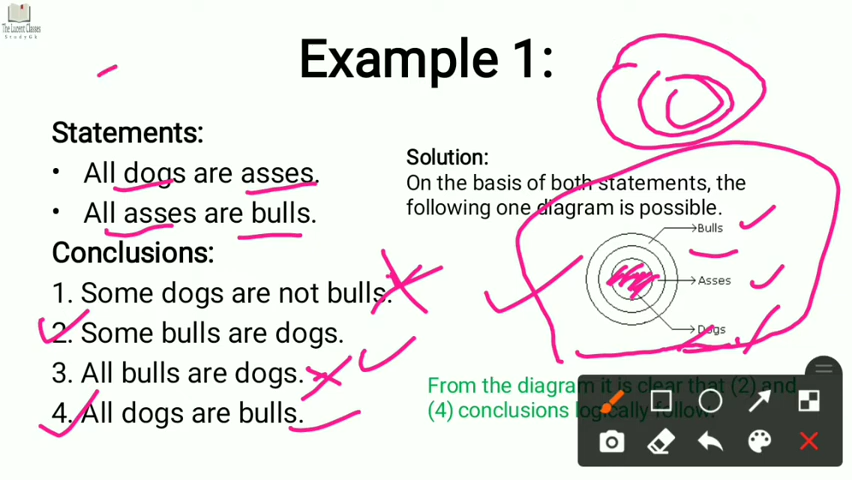 The Lucent Classes
StudyGK
Example 1:
Statements:
• All dogs are asses.
• All asses are bulls.
Conclusions:
1. Some dogs are not bulls.
2. Some bulls are dogs.
3. All bulls are dogs.
4. All dogs are bulls.
Solution:
On the basis of both statements, the
following one diagram is possible.
Bulls
Asses
Dogs
From the diagram it is clear that (2) and
(4) conclusions logically follow.